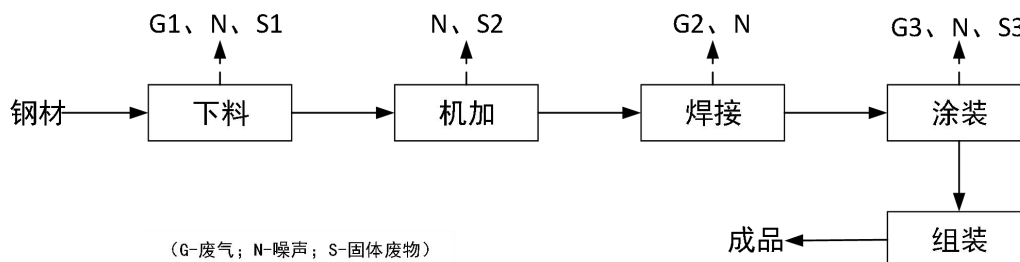 G1、N、S1
N、S2
G2、N
G3、N、S3
钢材
下料
机加
焊接
涂装
成品
组装
（G-废气；N-噪声；S-固体废物）